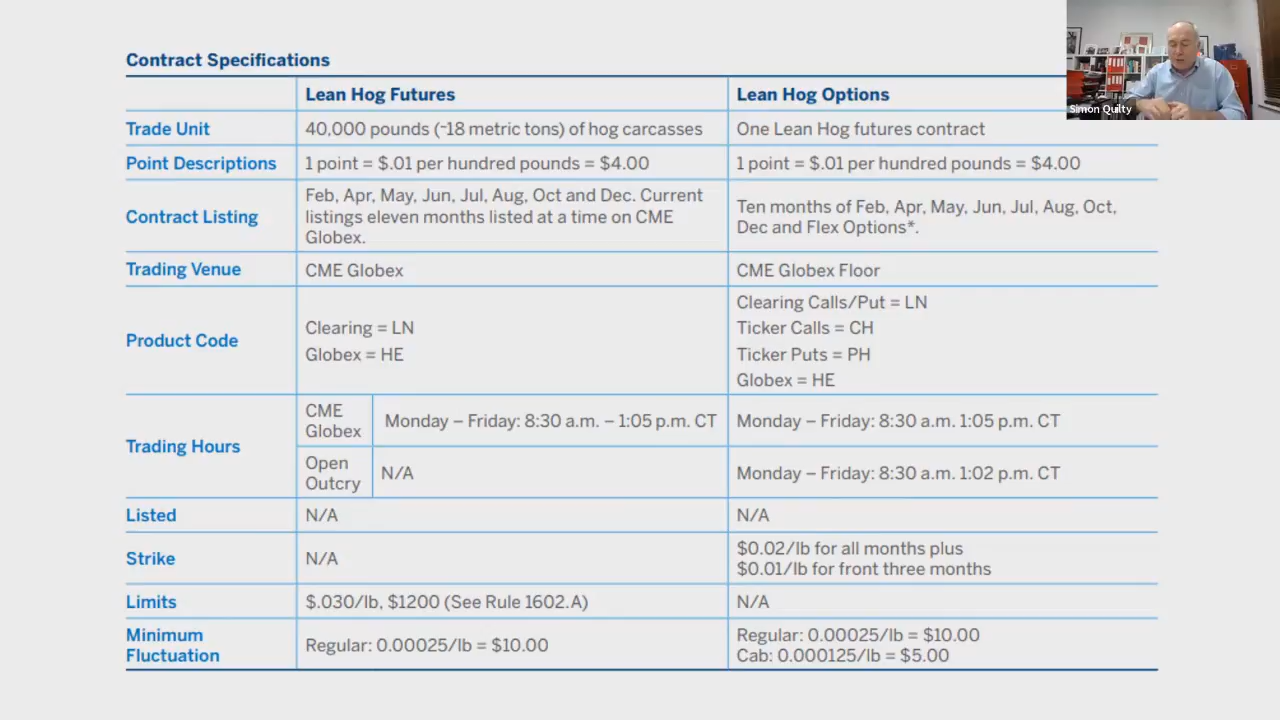 Contract Specifications
Lean Hog Futures
Lean Hog Options
Trade Unit
40,000 pounds (~18 metric tons) of hog carcasses
One Lean Hog futures contract
Point Descriptions
1 point = $.01 per hundred pounds = $4.00
1 point = $.01 per hundred pounds = $4.00
Contract Listing
Feb, Apr, May, Jun, Jul, Aug, Oct and Dec. Current
listings eleven months listed at a time on CME
Globex.
Ten months of Feb, Apr, May, Jun, Jul, Aug, Oct,
Dec and Flex Options*.
Trading Venue
CME Globex
CME Globex Floor
Product Code
Clearing = LN
Globex = HE
Clearing Calls/Put = LN
Ticker Calls = CH
Ticker Puts = PH
Globex = HE
Trading Hours
CME
Globex
Monday – Friday: 8:30 a.m. – 1:05 p.m. CT
Monday – Friday: 8:30 a.m. 1:05 p.m. CT
Open
Outcry
N/A
Monday – Friday: 8:30 a.m. 1:02 p.m. CT
Listed
N/A
N/A
Strike
N/A
$0.02/lb for all months plus
$0.01/lb for front three months
Limits
$.030/lb, $1200 (See Rule 1602.A)
N/A
Minimum
Fluctuation
Regular: 0.00025/lb = $10.00
Regular: 0.00025/lb = $10.00
Cab: 0.000125/lb = $5.00
Simon Quilty